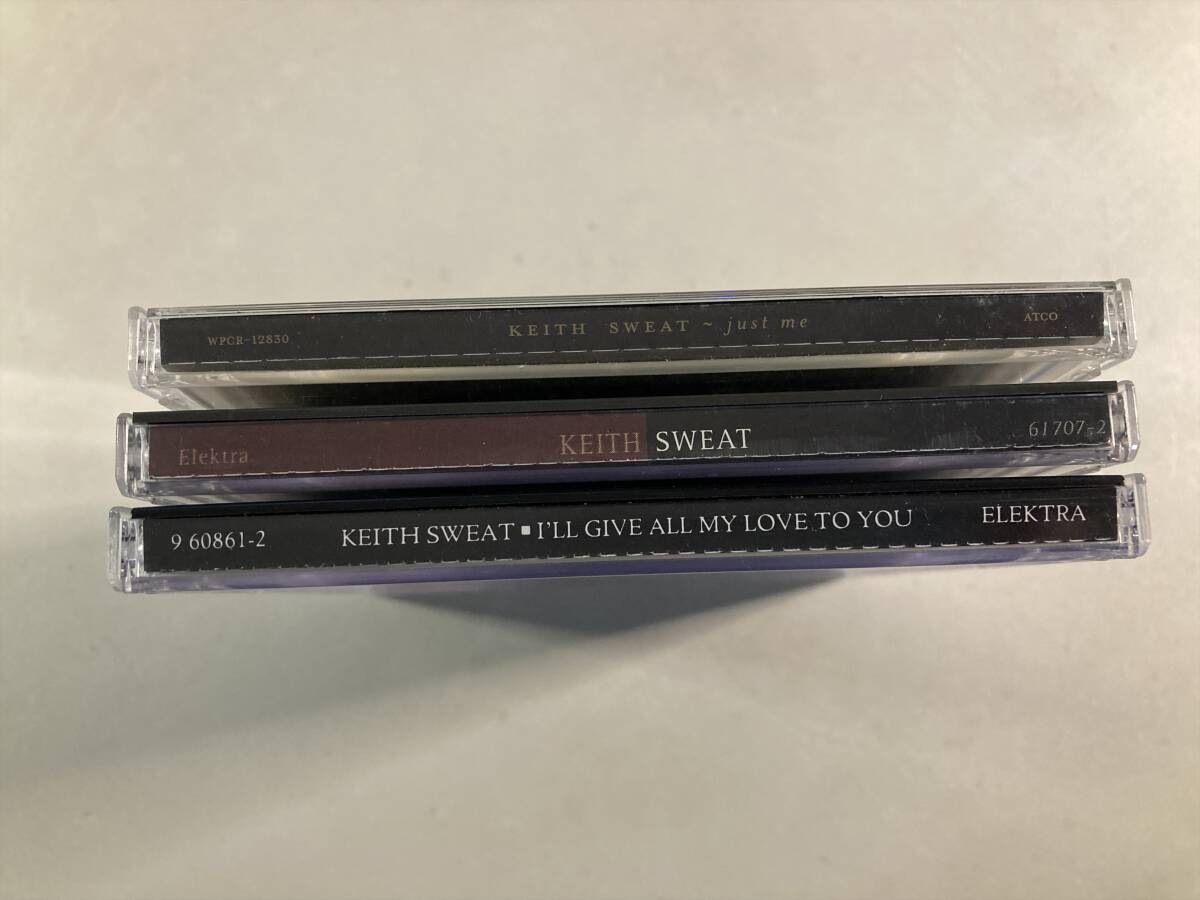 WPCR-12830 KEITH SWEAT ~ just me ATCO
Elektra KEITH SWEAT 61707-2
9 60861-2 KEITH SWEAT ▪ I'LL GIVE ALL MY LOVE TO YOU ELEKTRA